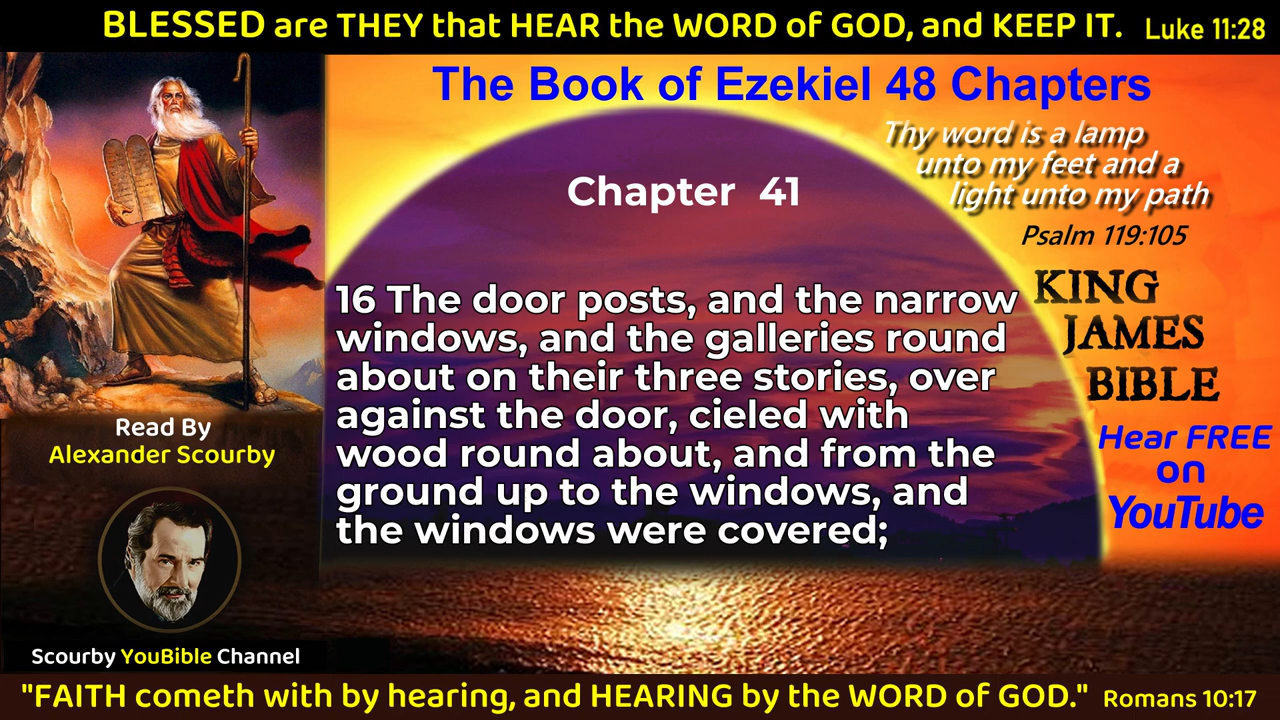 BLESSED are THEY that HEAR the WORD of GOD, and KEEP IT. Luke 11:28
The Book of Ezekiel 48 Chapters
Thy word is a lamp
unto my feet and a
light unto my path
Psalm 119:105
Chapter 41
16 The door posts, and the narrow
windows, and the galleries round
about on their three stories, over
against the door, cieled with
wood round about, and from the
ground up to the windows, and
the windows were covered;
KING
JAMES
BIBLE
Hear FREE
on
YouTube
Read By
Alexander Scourby
Scourby YouBible Channel
"FAITH cometh with by hearing, and HEARING by the WORD of GOD." Romans 10:17